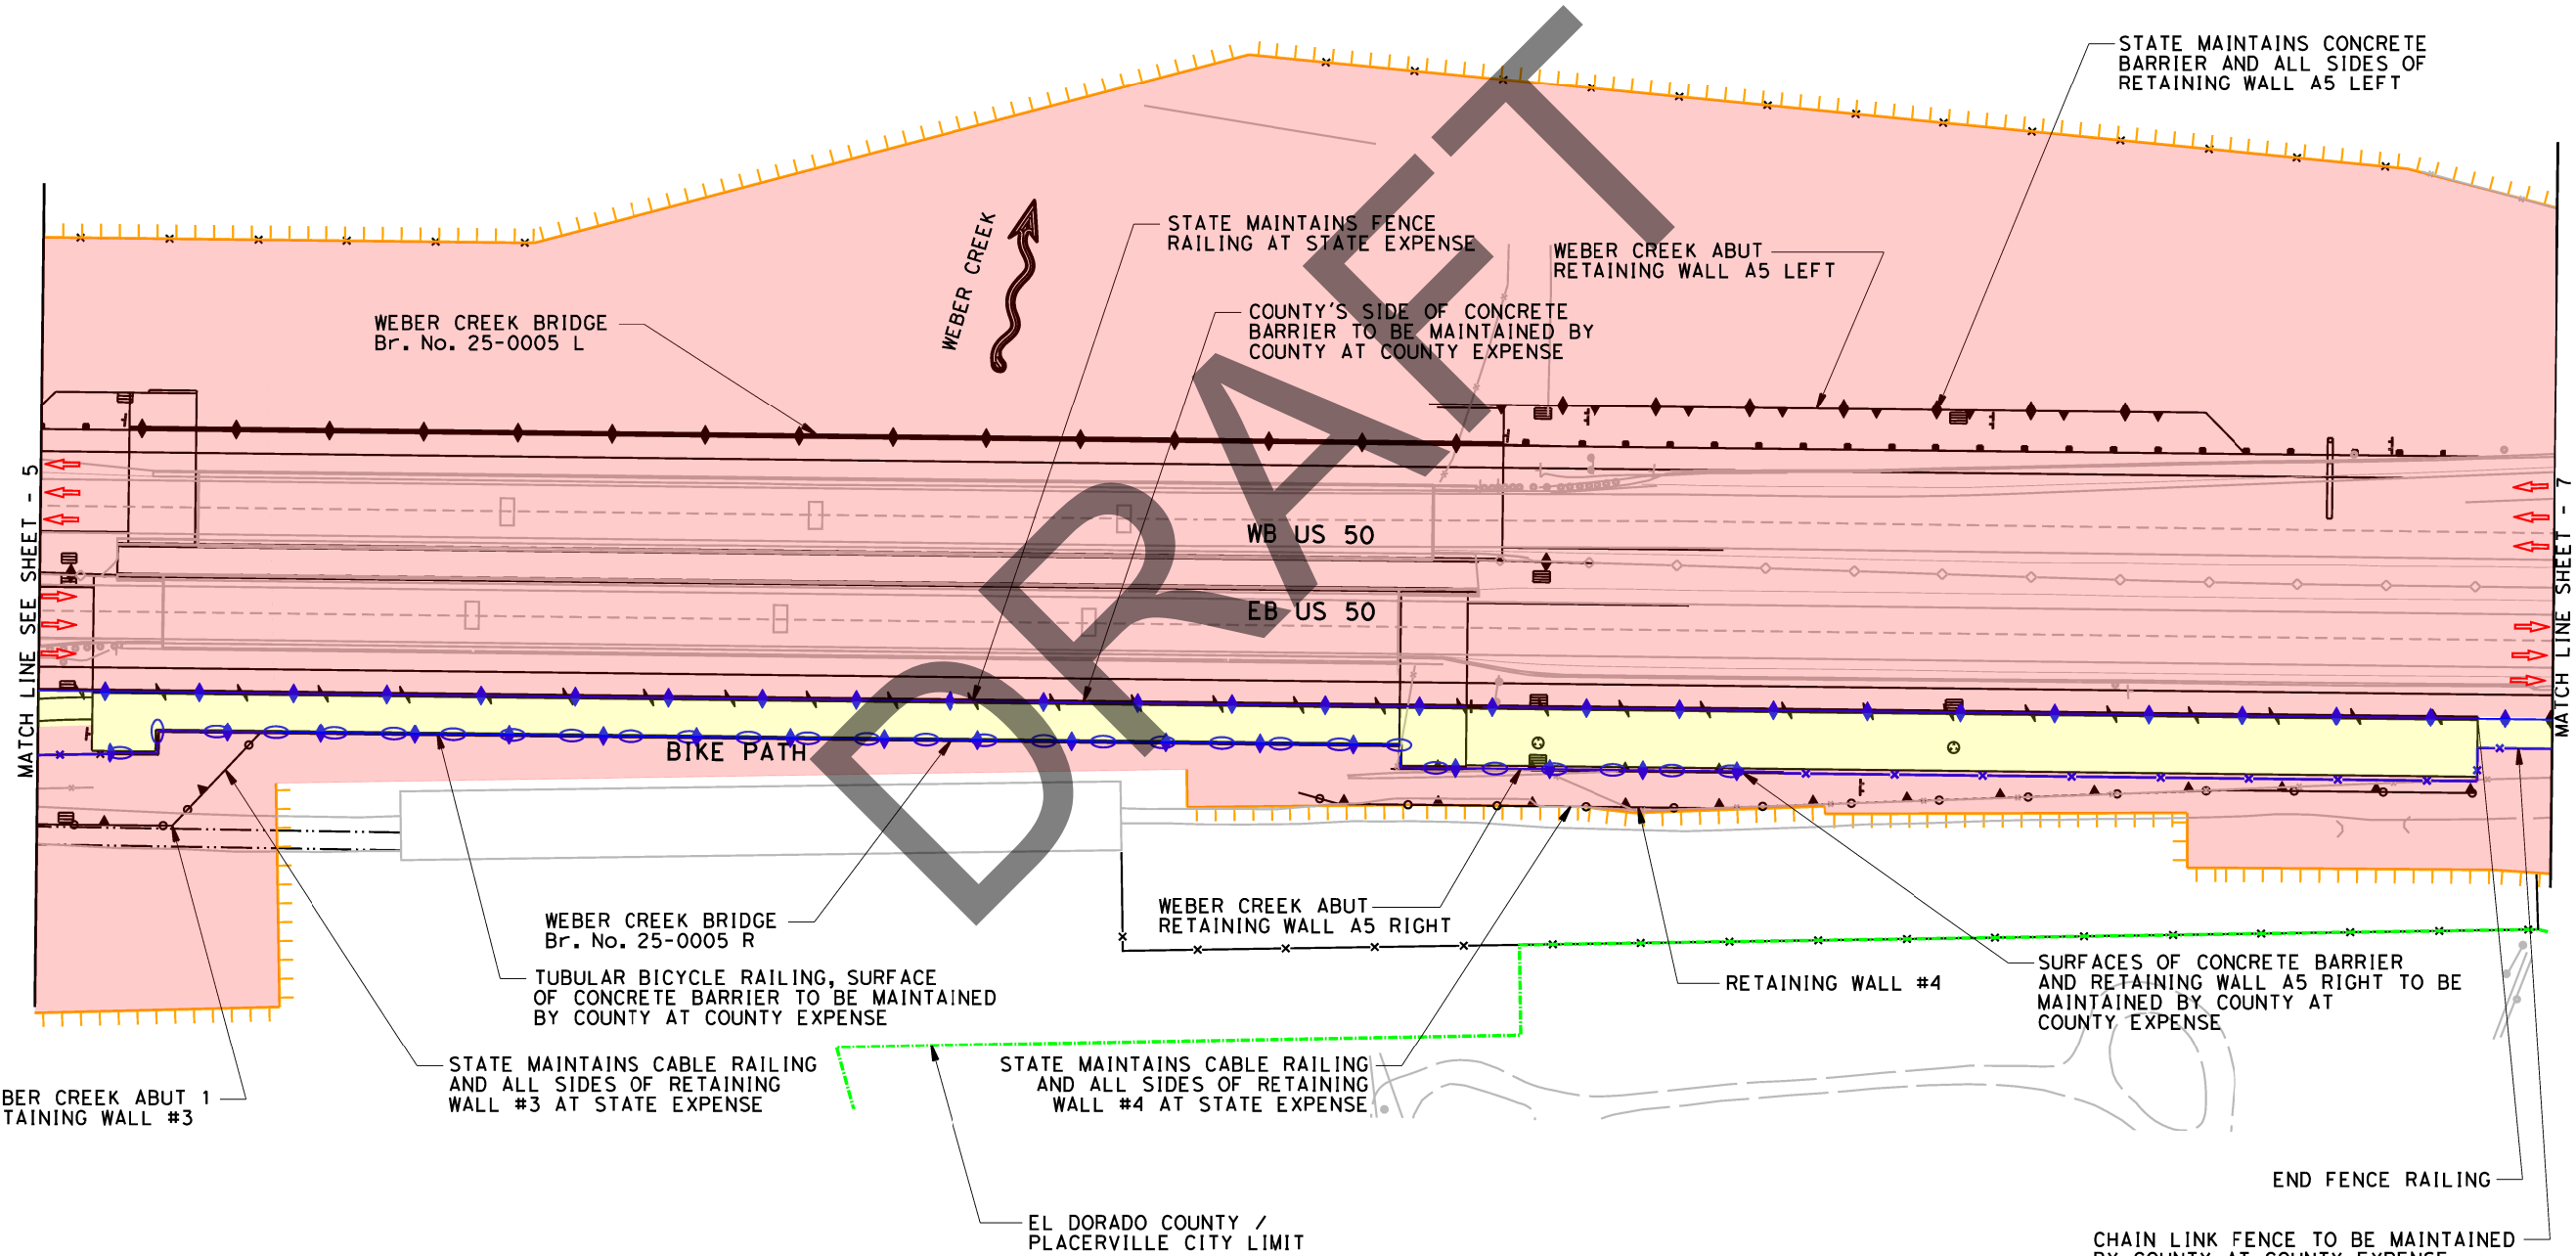 STATE MAINTAINS CONCRETE
BARRIER AND ALL SIDES OF
RETAINING WALL A5 LEFT
STATE MAINTAINS FENCE
RAILING AT STATE EXPENSE
WEBER CREEK
WEBER CREEK ABUT
RETAINING WALL A5 LEFT
COUNTY'S SIDE OF CONCRETE
BARRIER TO BE MAINTAINED BY
COUNTY AT COUNTY EXPENSE
WEBER CREEK BRIDGE
Br. No. 25-0005 L
MATCH LINE SEE SHEET - 5
MATCH LINE SHEET - 7
WB US 50
EB US 50
DRAFT
BIKE PATH
WEBER CREEK BRIDGE
Br. No. 25-0005 R
WEBER CREEK ABUT
RETAINING WALL A5 RIGHT
TUBULAR BICYCLE RAILING, SURFACE
OF CONCRETE BARRIER TO BE MAINTAINED
BY COUNTY AT COUNTY EXPENSE
RETAINING WALL #4
SURFACES OF CONCRETE BARRIER
AND RETAINING WALL A5 RIGHT TO BE
MAINTAINED BY COUNTY AT
COUNTY EXPENSE
STATE MAINTAINS CABLE RAILING
AND ALL SIDES OF RETAINING
WALL #3 AT STATE EXPENSE
STATE MAINTAINS CABLE RAILING
AND ALL SIDES OF RETAINING
WALL #4 AT STATE EXPENSE
BER CREEK ABUT 1
TAINING WALL #3
END FENCE RAILING
EL DORADO COUNTY /
PLACERVILLE CITY LIMIT
CHAIN LINK FENCE TO BE MAINTAINED
BY COUNTY AT COUNTY EXPENSE